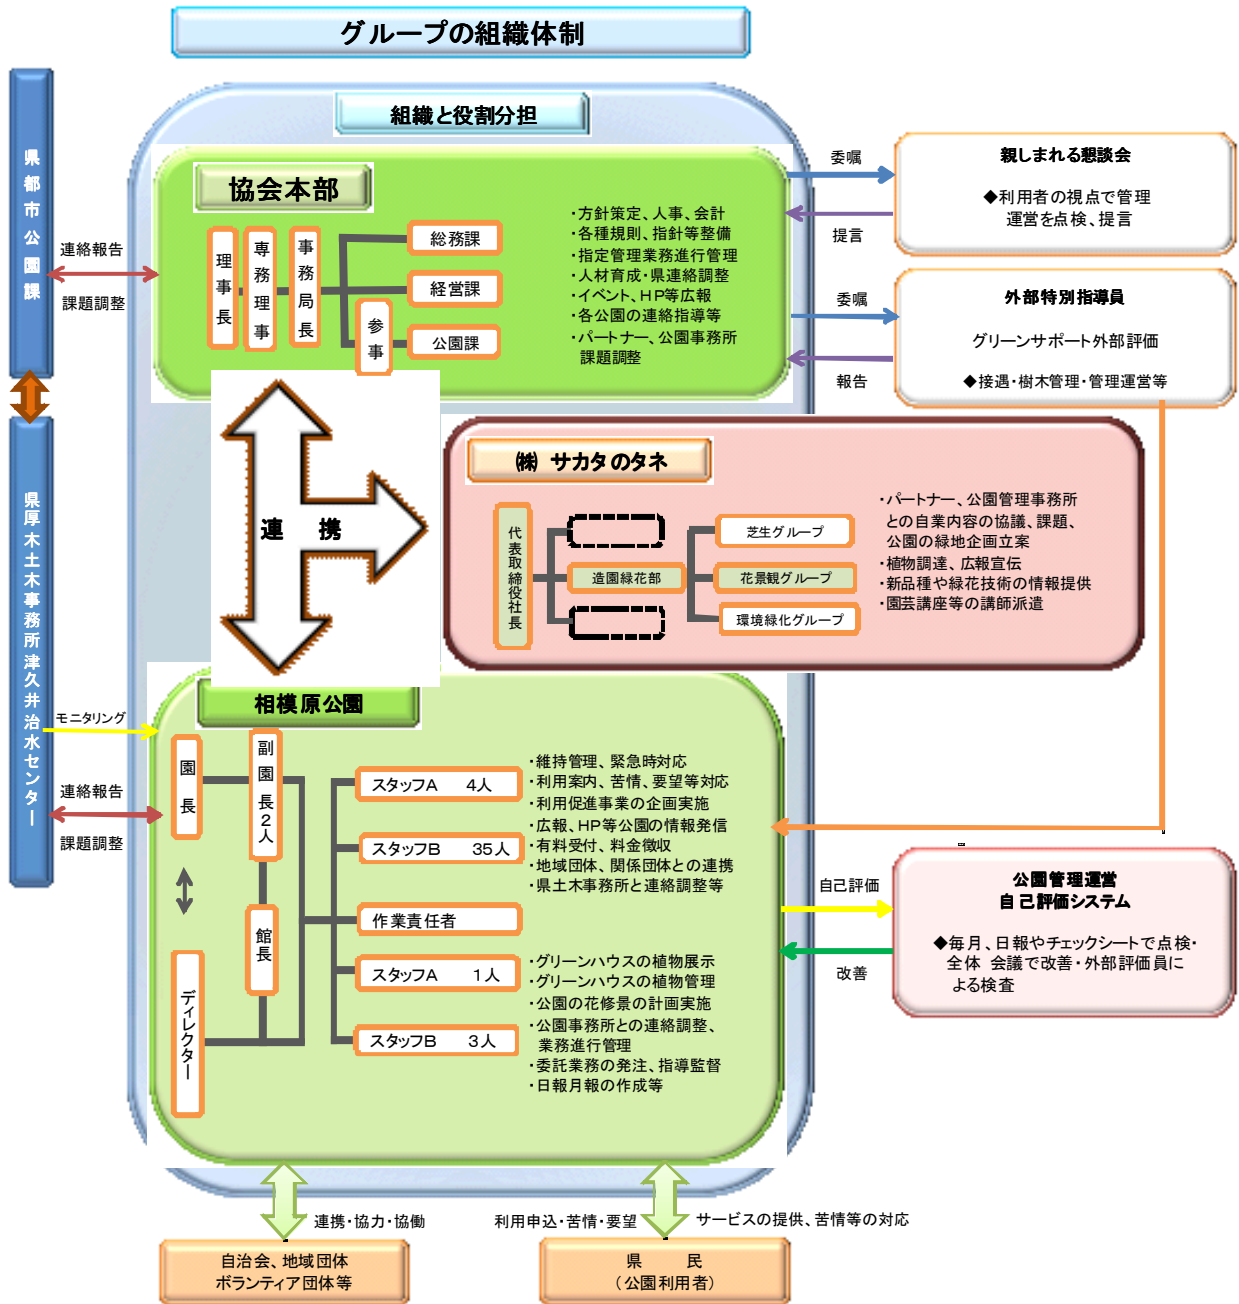 グループの組織体制
組織と役割分担
県都市公園課
連絡報告
課題調整
県厚木土木事務所津久井治水センター
モニタリング
連絡報告
課題調整
協会本部
理事長
専務理事
事務局長
参事
総務課
経営課
公園課
・方針策定、人事、会計
・各種規則、指針等整備
・指定管理業務進行管理
・人材育成・県連絡調整
・イベント、HP等広報
・各公園の連絡指導等
・パートナー、公園事務所
課題調整
委嘱
提言
親しまれる懇談会
◆利用者の視点で管理
運営を点検、提言
委嘱
報告
外部特別指導員
グリーンサポート外部評価
◆接遇・樹木管理・管理運営等
連　携
㈱ サカタのタネ
代表取締役社長
造園緑花部
芝生グループ
花景観グループ
環境緑化グループ
・パートナー、公園管理事務所
との自業内容の協議、課題、
公園の緑地企画立案
・植物調達、広報宣伝
・新品種や緑花技術の情報提供
・園芸講座等の講師派遣
相模原公園
園長
副園長2人
館長
ディレクター
スタッフA　4人
スタッフB　35人
作業責任者
スタッフA　1人
スタッフB　3人
・維持管理、緊急時対応
・利用案内、苦情、要望等対応
・利用促進事業の企画実施
・広報、HP等公園の情報発信
・有料受付、料金徴収
・地域団体、関係団体との連携
・県土木事務所と連絡調整等
・グリーンハウスの植物展示
・グリーンハウスの植物管理
・公園の花修景の計画実施
・公園事務所との連絡調整、
業務進行管理
・委託業務の発注、指導監督
・日報月報の作成等
自己評価
改善
公園管理運営
自己評価システム
◆毎月、日報やチェックシートで点検・
全体 会議で改善・外部評価員に
よる検査
連携・協力・協働
利用申込・苦情・要望
サービスの提供、苦情等の対応
自治会、地域団体
ボランティア団体等
県　民
（公園利用者）